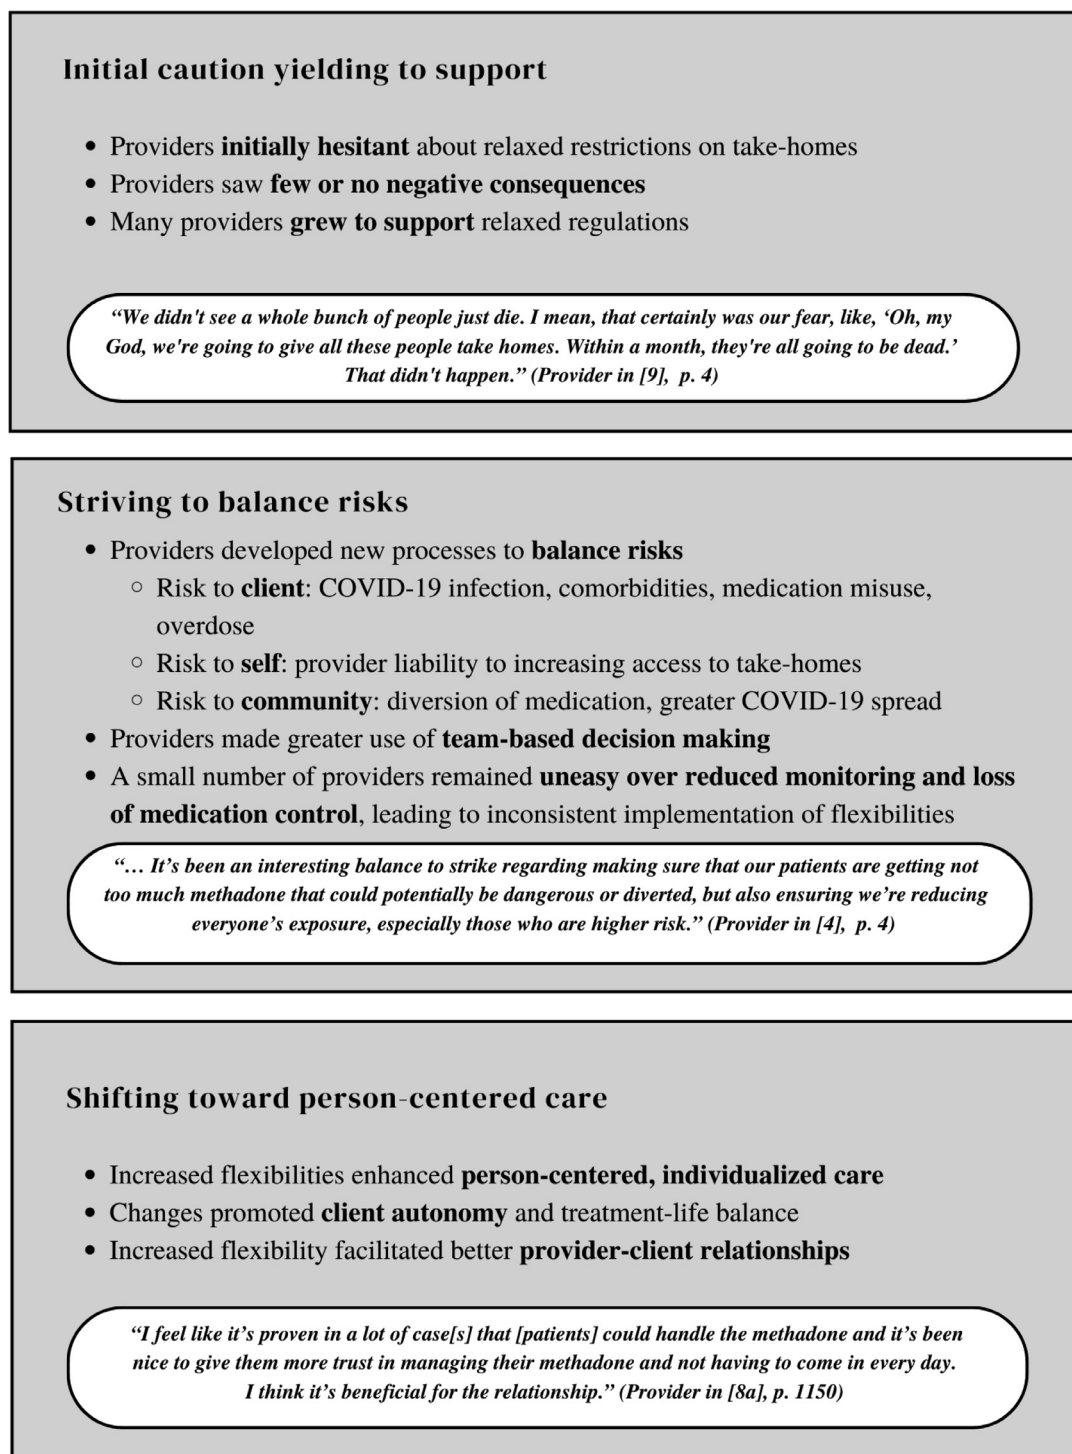 Initial caution yielding to support
• Providers initially hesitant about relaxed restrictions on take-homes
• Providers saw few or no negative consequences
• Many providers grew to support relaxed regulations
“We didn't see a whole bunch of people just die. I mean, that certainly was our fear, like, ‘Oh, my
God, we're going to give all these people take homes. Within a month, they're all going to be dead.’
That didn't happen.” (Provider in [9], p. 4)
Striving to balance risks
• Providers developed new processes to balance risks
○ Risk to client: COVID-19 infection, comorbidities, medication misuse,
overdose
○ Risk to self: provider liability to increasing access to take-homes
○ Risk to community: diversion of medication, greater COVID-19 spread
• Providers made greater use of team-based decision making
• A small number of providers remained uneasy over reduced monitoring and loss
of medication control, leading to inconsistent implementation of flexibilities
“… It’s been an interesting balance to strike regarding making sure that our patients are getting not
too much methadone that could potentially be dangerous or diverted, but also ensuring we’re reducing
everyone’s exposure, especially those who are higher risk.” (Provider in [4], p. 4)
Shifting toward person-centered care
• Increased flexibilities enhanced person-centered, individualized care
• Changes promoted client autonomy and treatment-life balance
• Increased flexibility facilitated better provider-client relationships
“I feel like it’s proven in a lot of case[s] that [patients] could handle the methadone and it’s been
nice to give them more trust in managing their methadone and not having to come in every day.
I think it’s beneficial for the relationship.” (Provider in [8a], p. 1150)